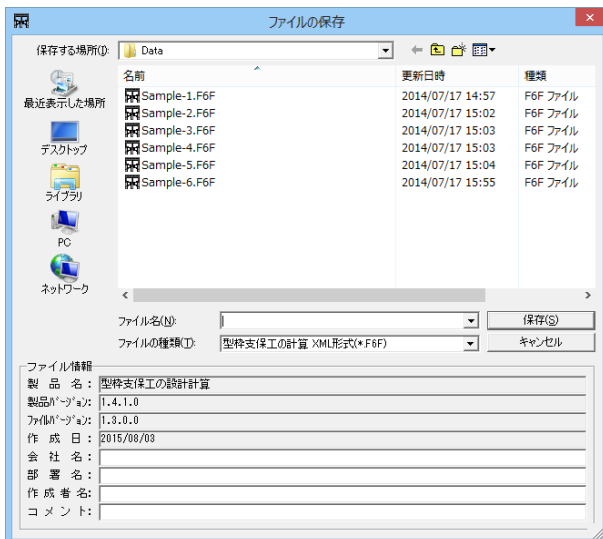 ファイルの保存
保存する場所(I): Data
名前 更新日時 種類
Sample-1.F6F 2014/07/17 14:57 F6F ファイル
Sample-2.F6F 2014/07/17 15:02 F6F ファイル
Sample-3.F6F 2014/07/17 15:03 F6F ファイル
Sample-4.F6F 2014/07/17 15:03 F6F ファイル
Sample-5.F6F 2014/07/17 15:04 F6F ファイル
Sample-6.F6F 2014/07/17 15:55 F6F ファイル
最近表示した場所
デスクトップ
ライブラリ
PC
ネットワーク
ファイル名(N): 保存(S)
ファイルの種類(T): 型枠支保工の計算 XML形式(*.F6F) キャンセル
ファイル情報
製品名: 型枠支保工の設計計算
製品ﾊﾞｰｼﾞｮﾝ: 1.4.1.0
ﾌｧｲﾙﾊﾞｰｼﾞｮﾝ: 1.3.0.0
作成日: 2015/08/03
会社名:
部署名:
作成者名:
コメント: